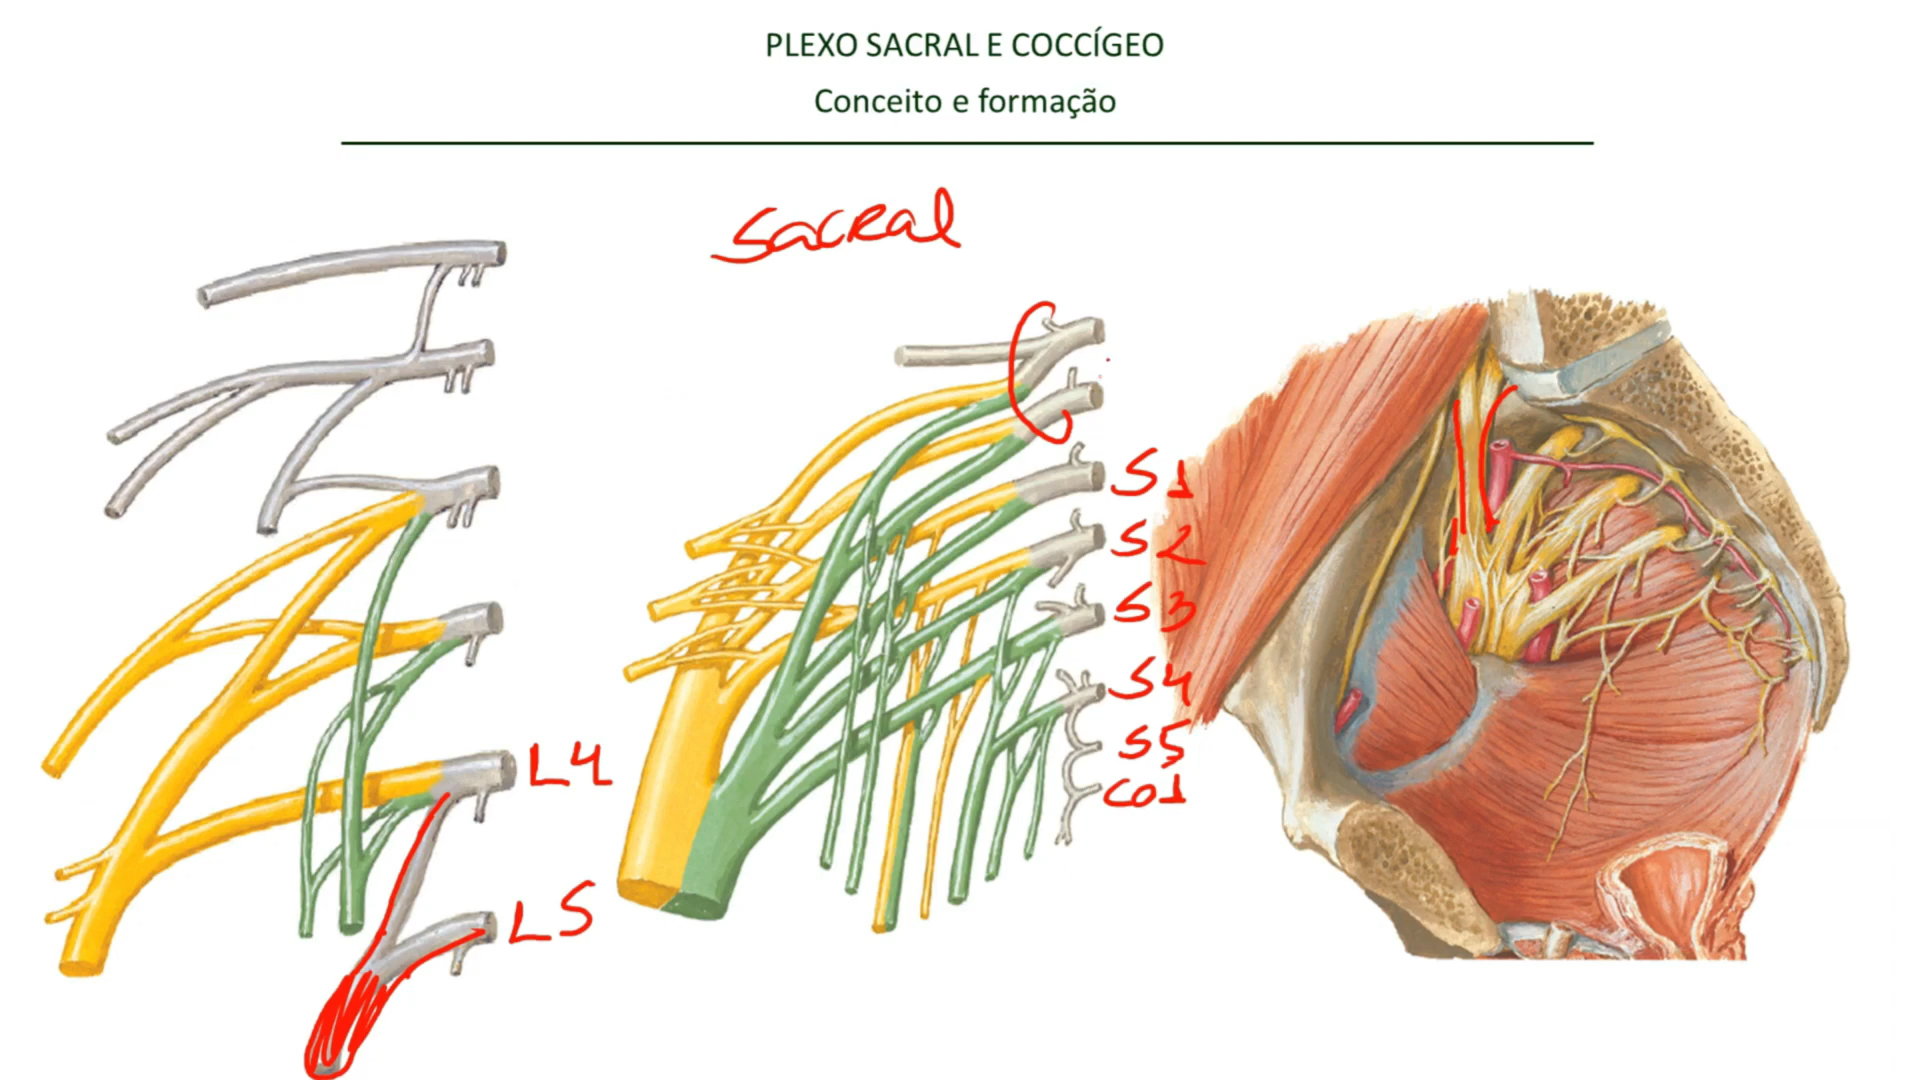 PLEXO SACRAL E COCCÍGEO
Conceito e formação
Sacral
S1
S2
S3
S4
S5
Co1
L4
L5